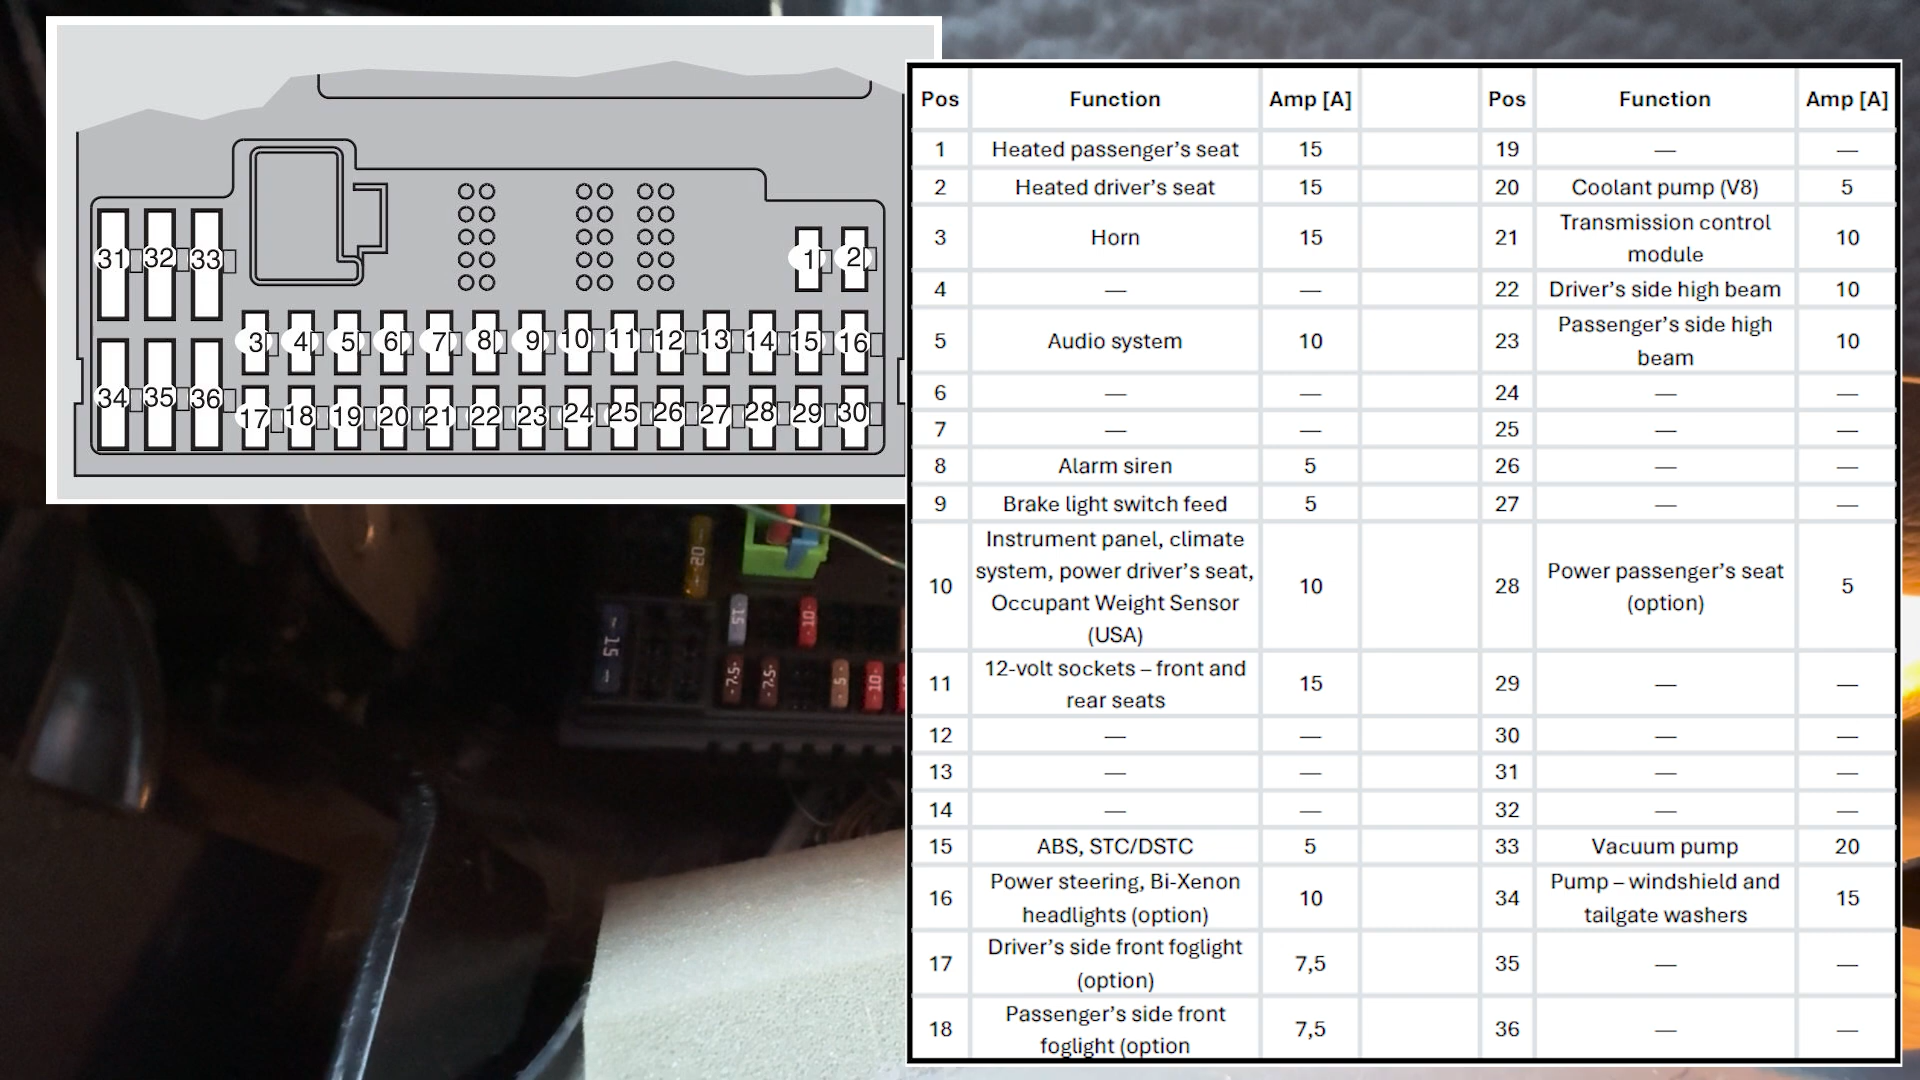 31 32 33 1 2
3 4 5 6 7 8 9 10 11 12 13 14 15 16
34 35 36
17 18 19 20 21 22 23 24 25 26 27 28 29 30
20
15 10
15
7.5 7.5 5 10
Pos Function Amp [A] Pos Function Amp [A]
1 Heated passenger’s seat 15 19 — —
2 Heated driver’s seat 15 20 Coolant pump (V8) 5
3 Horn 15 21 Transmission control
module 10
4 — — 22 Driver’s side high beam 10
5 Audio system 10 23 Passenger’s side high
beam 10
6 — — 24 — —
7 — — 25 — —
8 Alarm siren 5 26 — —
9 Brake light switch feed 5 27 — —
10 Instrument panel, climate
system, power driver’s seat,
Occupant Weight Sensor
(USA) 10 28 Power passenger’s seat
(option) 5
11 12-volt sockets – front and
rear seats 15 29 — —
12 — — 30 — —
13 — — 31 — —
14 — — 32 — —
15 ABS, STC/DSTC 5 33 Vacuum pump 20
16 Power steering, Bi-Xenon
headlights (option) 10 34 Pump – windshield and
tailgate washers 15
17 Driver’s side front foglight
(option) 7,5 35 — —
18 Passenger’s side front
foglight (option 7,5 36 — —